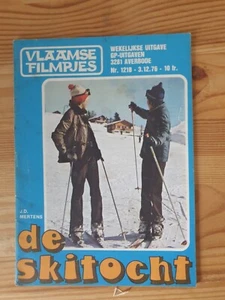 VLAAMSE
FILMPJES
WEKELIJKSE UITGAVE
GP-UITGAVEN
3281 AVERBODE
Nr. 1218 - 3.12.76 - 10 fr.
J.D.
MERTENS
de
skitocht